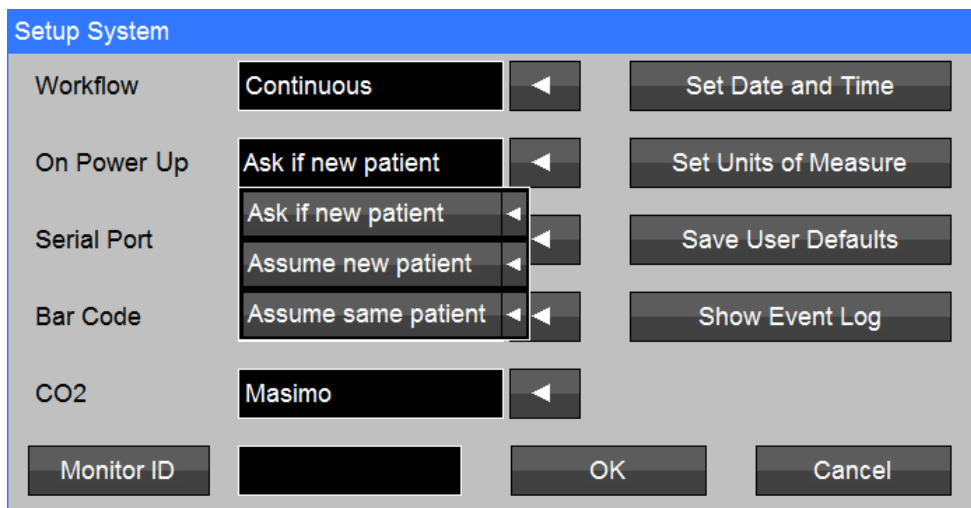 Setup System
Workflow Continuous Set Date and Time
On Power Up Ask if new patient Set Units of Measure
Ask if new patient
Serial Port Save User Defaults
Assume new patient
Bar Code Assume same patient Show Event Log
CO2 Masimo
Monitor ID OK Cancel